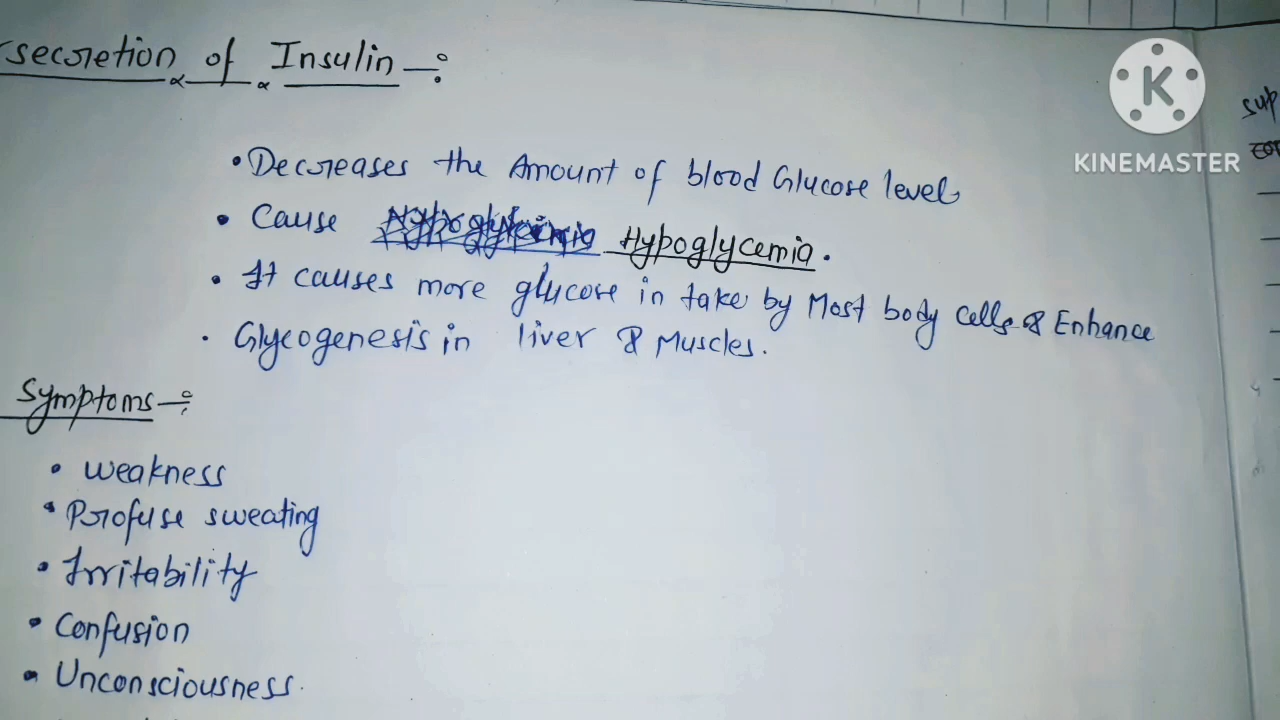 secretion of Insulin :
• Decreases the Amount of blood Glucose level
• Cause Hypoglycemia.
• It causes more glucose in take by Most body cells & Enhance
• Glycogenesis in liver & Muscles.
Symptoms :
• Weakness
• Profuse sweating
• Irritability
• Confusion
• Unconsciousness.
K
KINEMASTER
sup